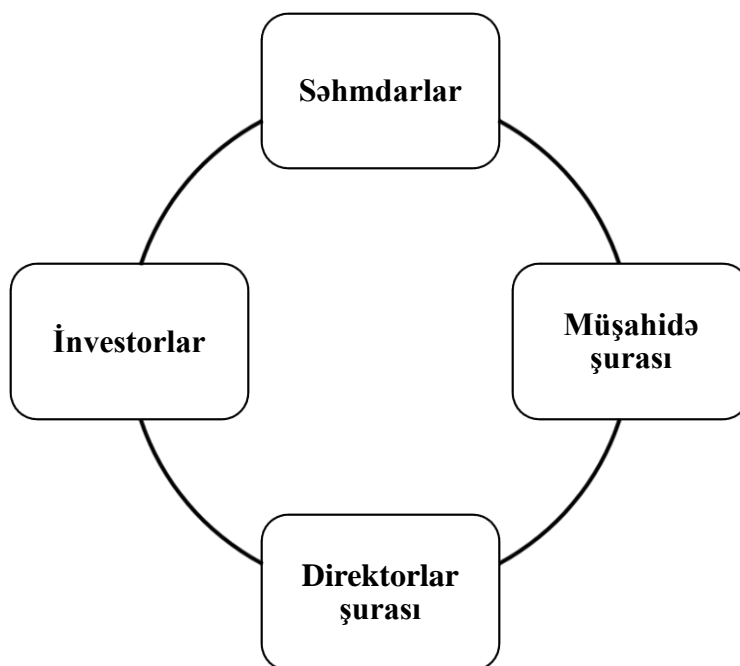 Səhmdarlar
İnvestorlar
Müşahidə
şurası
Direktorlar
şurası